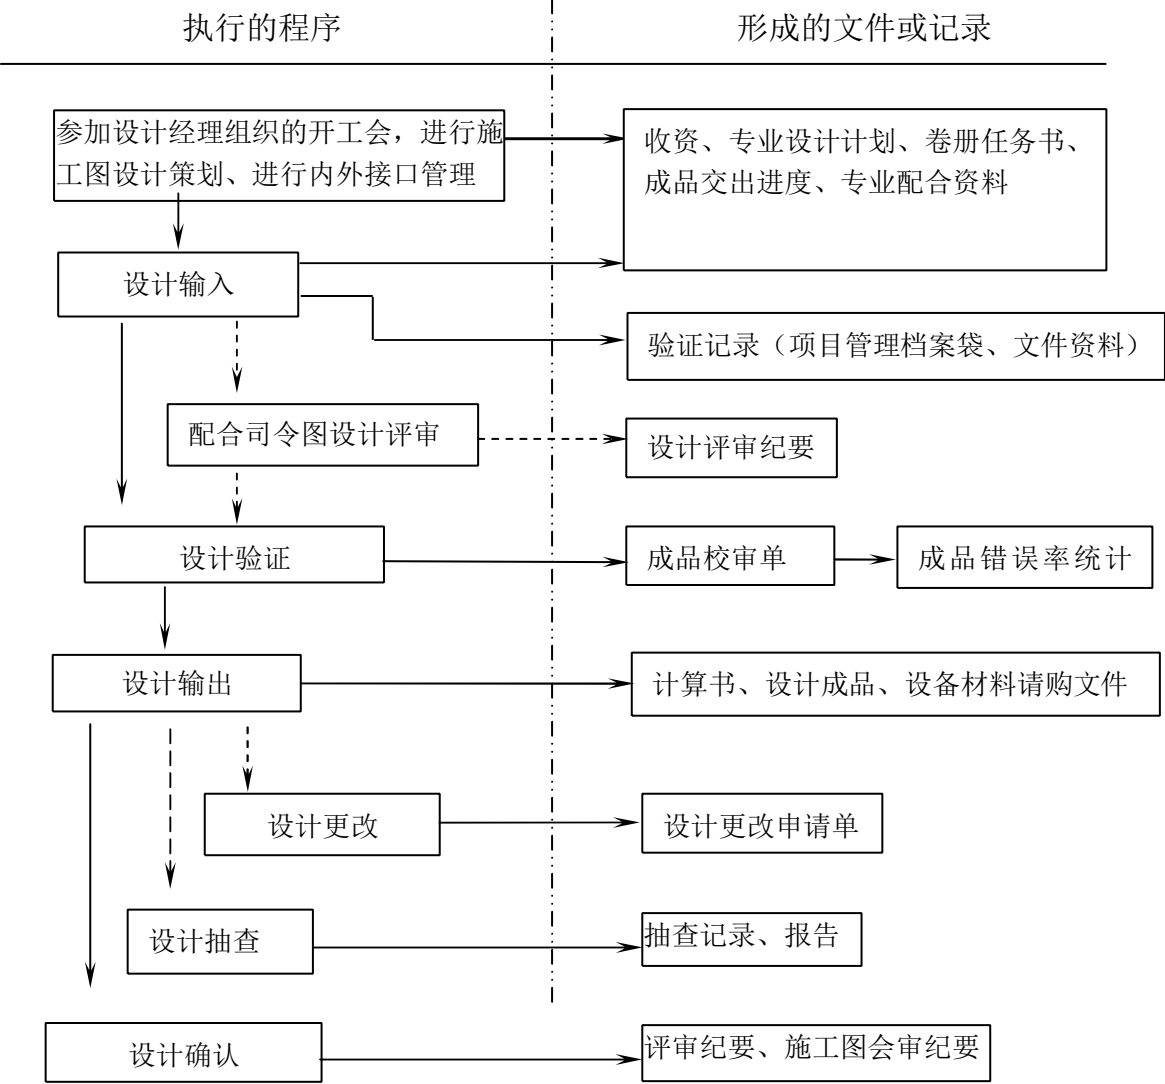 执行的程序
形成的文件或记录
参加设计经理组织的开工会，进行施
工图设计策划、进行内外接口管理
收资、专业设计计划、卷册任务书、
成品交出进度、专业配合资料
设计输入
验证记录（项目管理档案袋、文件资料）
配合司令图设计评审
设计评审纪要
设计验证
成品校审单
成品错误率统计
设计输出
计算书、设计成品、设备材料请购文件
设计更改
设计更改申请单
设计抽查
抽查记录、报告
设计确认
评审纪要、施工图会审纪要